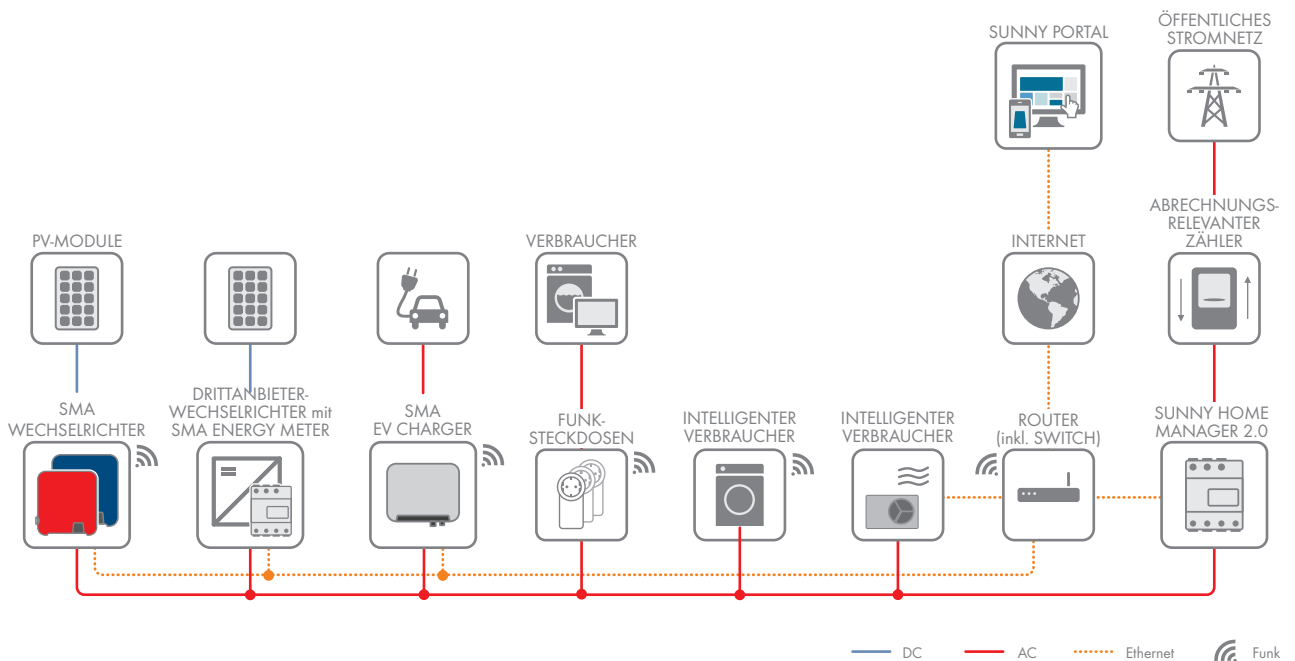 SUNNY PORTAL
ÖFFENTLICHES
STROMNETZ
PV-MODULE
VERBRAUCHER
INTERNET
ABRECHNUNGS-
RELEVANTER
ZÄHLER
SMA
WECHSELRICHTER
DRITTANBIETER-
WECHSELRICHTER mit
SMA ENERGY METER
SMA
EV CHARGER
FUNK-
STECKDOSEN
INTELLIGENTER
VERBRAUCHER
INTELLIGENTER
VERBRAUCHER
ROUTER
(inkl. SWITCH)
SUNNY HOME
MANAGER 2.0
DC
AC
Ethernet
Funk